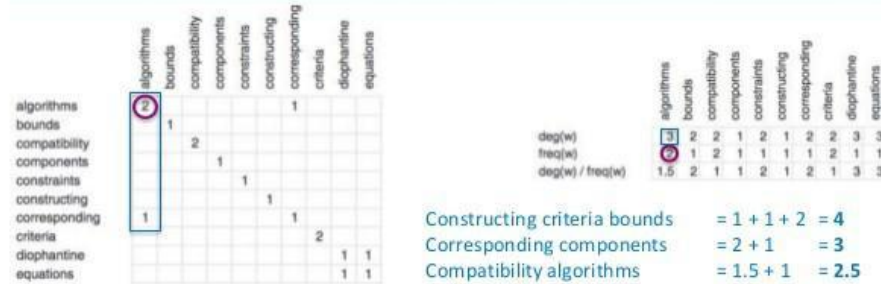 algorithms bounds compatibility components constraints constructing corresponding criteria diophantine equations
algorithms 2 1
bounds 1
compatibility 2
components 1
constraints 1
constructing 1
corresponding 1 1
criteria 2
diophantine 1 1
equations 1 1
algorithms bounds compatibility components constraints constructing corresponding criteria diophantine equations
deg(w) 3 2 2 1 2 1 2 2 3 3
freq(w) 2 1 2 1 1 1 1 2 1 1
deg(w) / freq(w) 1.5 2 1 1 2 1 2 1 3 3
Constructing criteria bounds = 1 + 1 + 2 = 4
Corresponding components = 2 + 1 = 3
Compatibility algorithms = 1.5 + 1 = 2.5